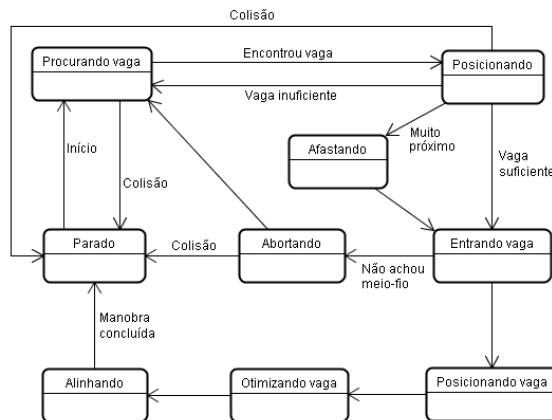 Colisão
Procurando vaga
Encontrou vaga
Posicionando
Vaga inuficiente
Muito
próximo
Afastando
Início
Vaga
suficiente
Colisão
Parado
Colisão
Abortando
Entrando vaga
Não achou
meio-fio
Manobra
concluída
Alinhando
Otimizando vaga
Posicionando vaga